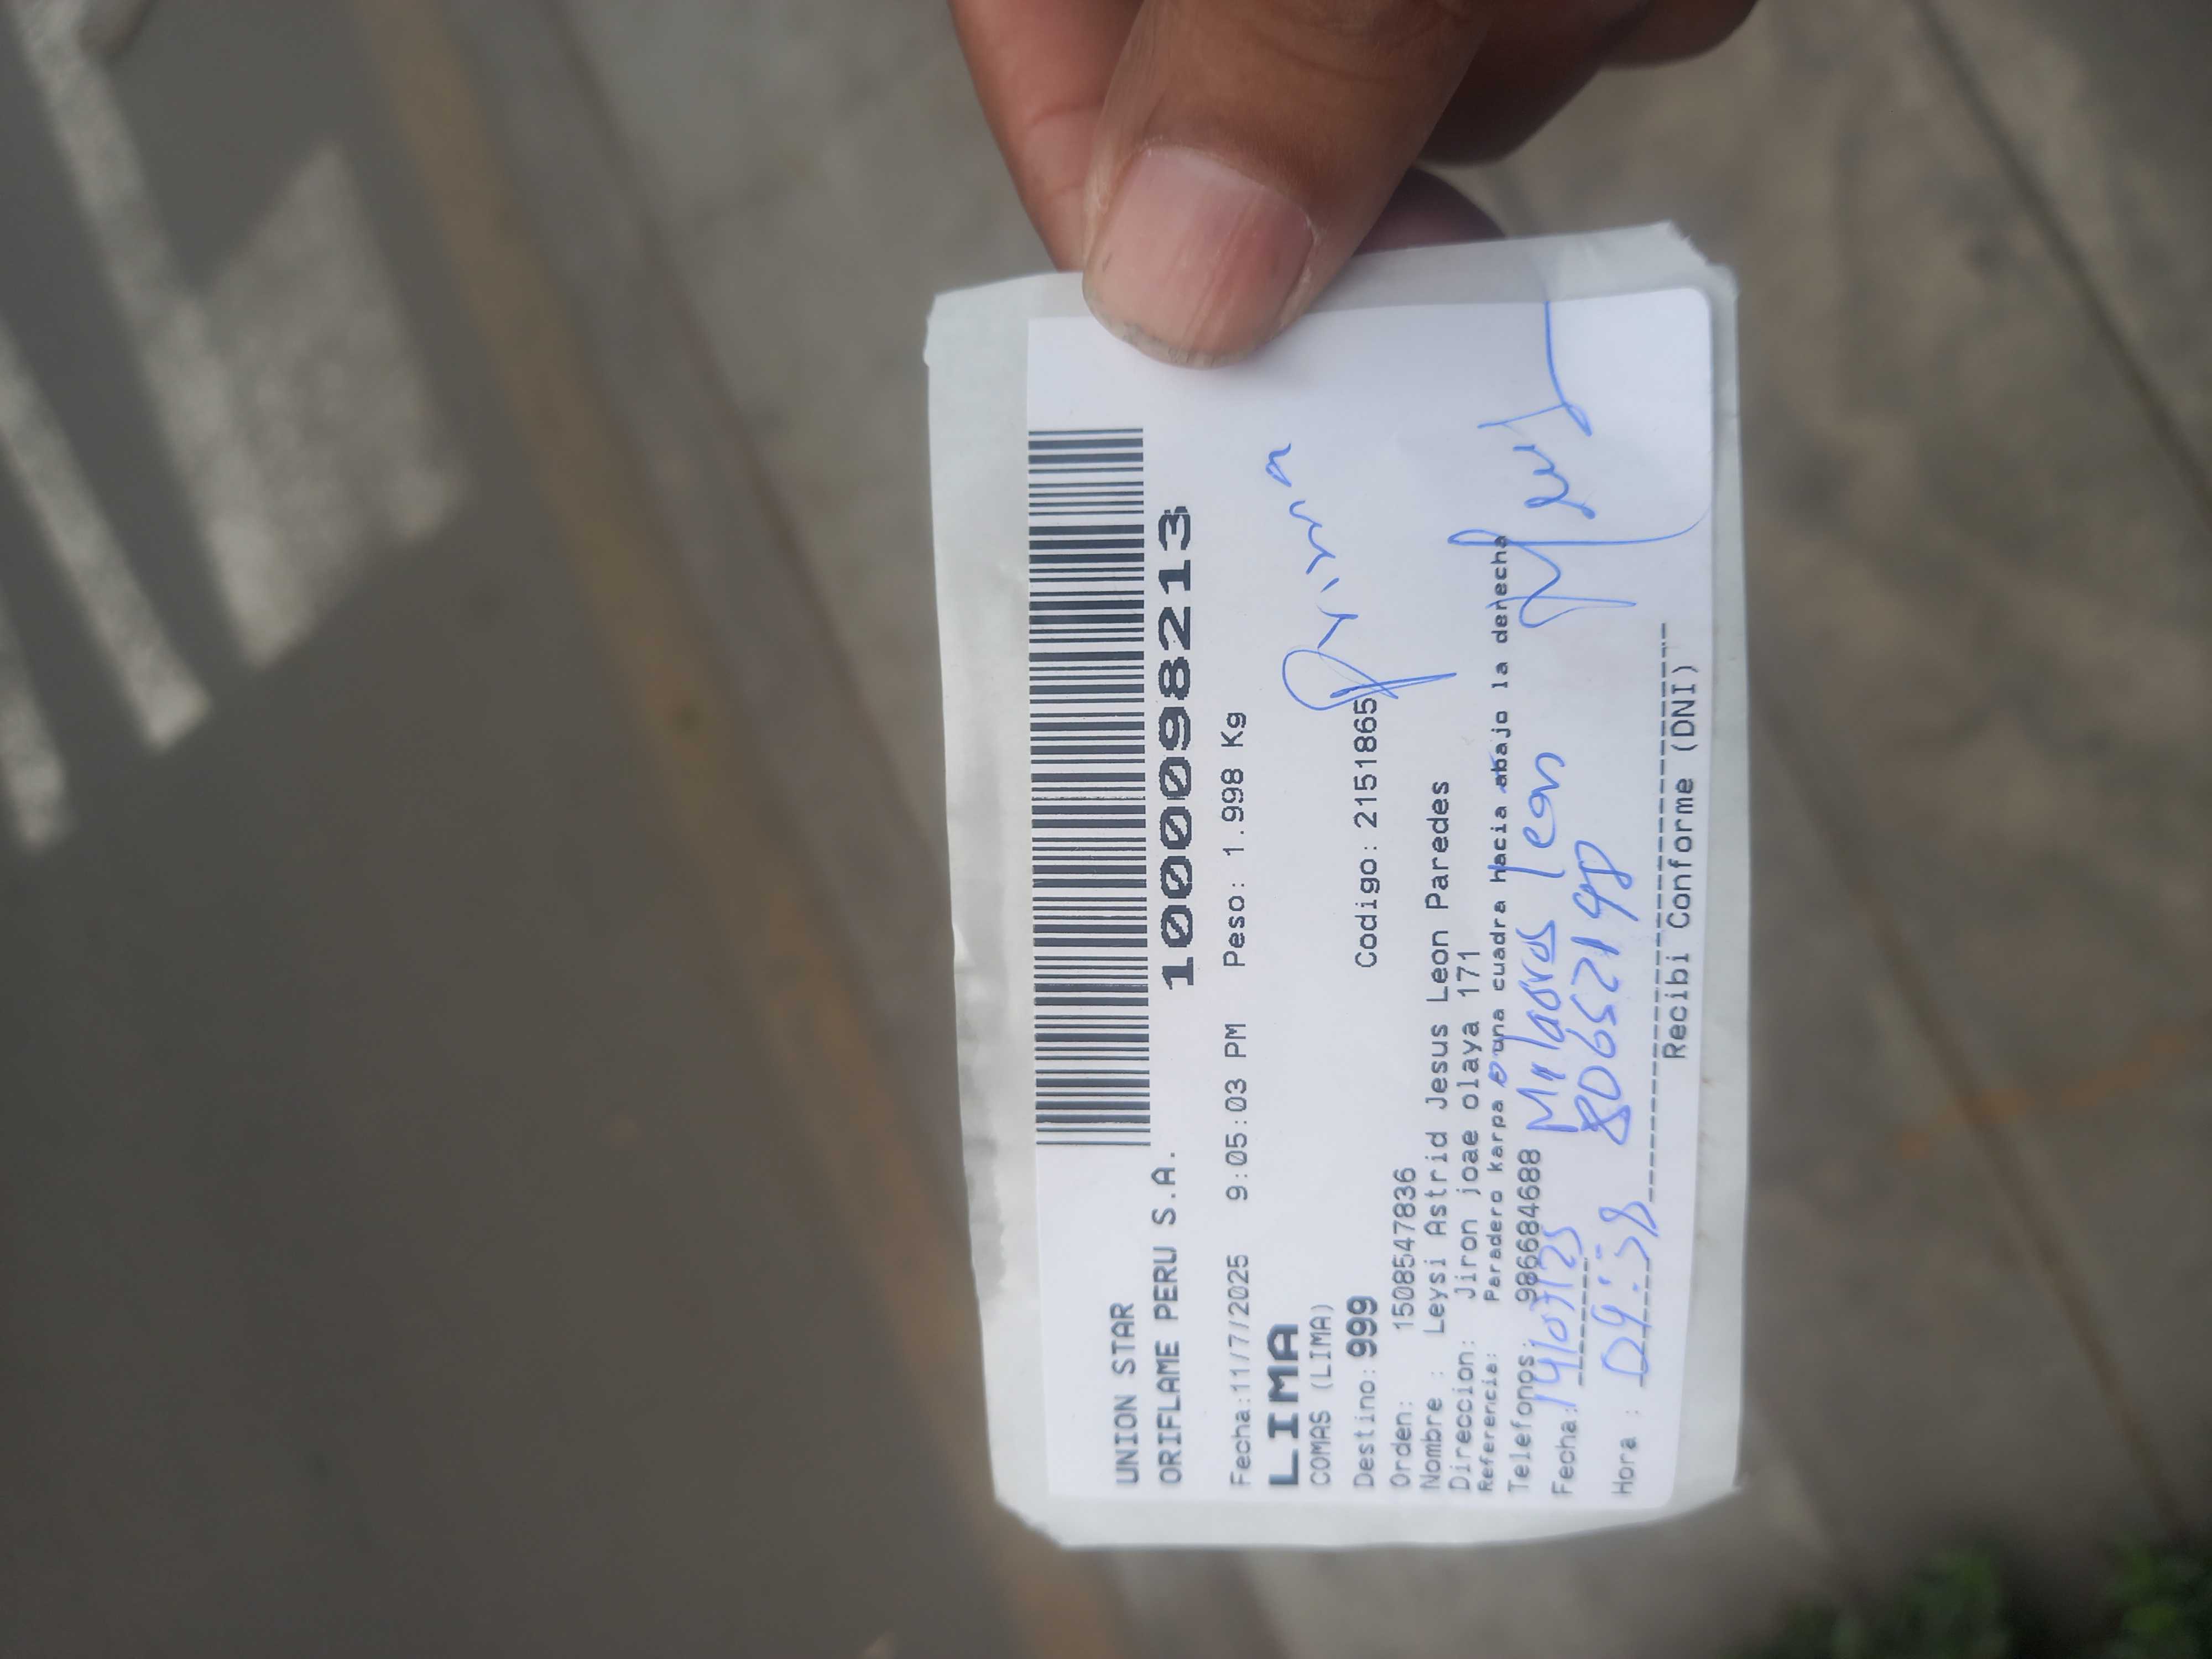 UNION STAR
ORIFLAME PERU S.A. 1000098213
Fecha:11/7/2025 9:05:03 PM Peso: 1.998 Kg
LIMA
COMAS (LIMA)
Prima
Destino:999 Codigo: 2151865
Orden: 1508547836
Nombre : Leysi Astrid Jesus Leon Paredes
Direccion: Jiron joae olaya 171
Referencia: Paradero Karpa una cuadra hacia abajo la derecha
Telefonos: 986684688 Milagros leon
Fecha: 14/07/25
Hora :
Recibi Conforme (DNI)